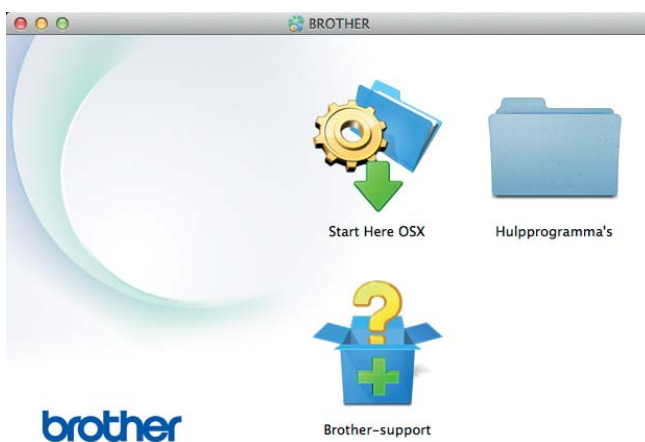 BROTHER
Start Here OSX
Hulpprogramma's
Brother-support
brother